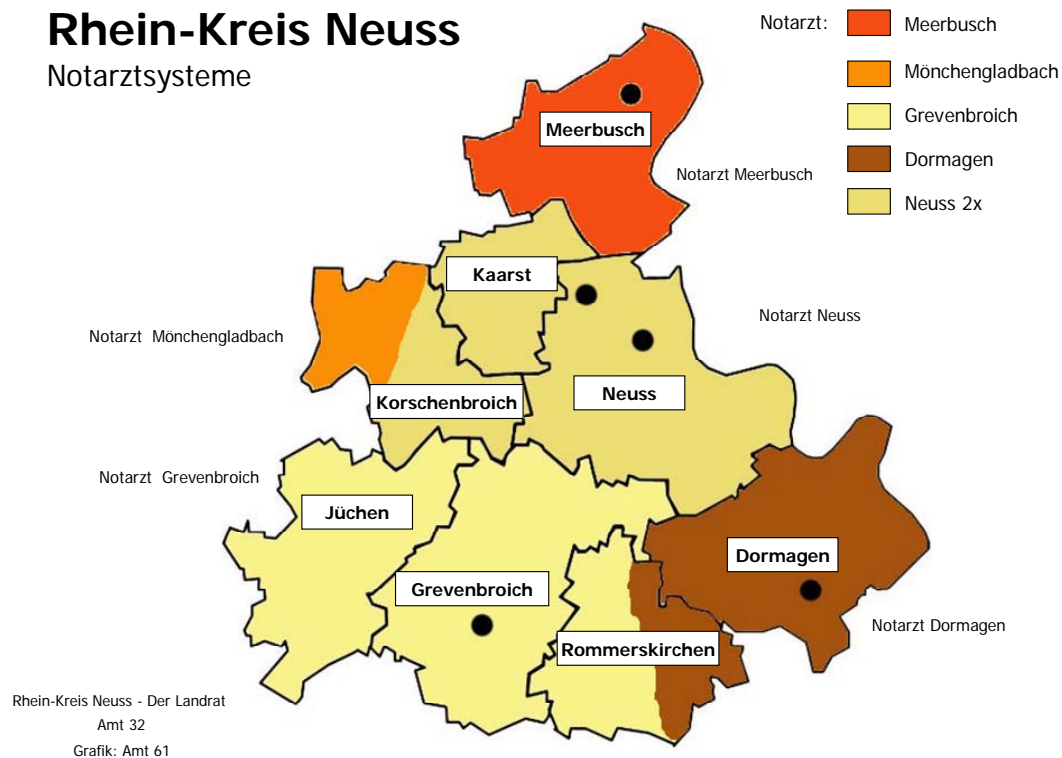 Rhein-Kreis Neuss
Notarztsysteme
Notarzt:
Meerbusch
Mönchengladbach
Grevenbroich
Dormagen
Neuss 2x
Meerbusch
Notarzt Meerbusch
Kaarst
Notarzt Neuss
Notarzt Mönchengladbach
Neuss
Korschenbroich
Notarzt Grevenbroich
Jüchen
Dormagen
Grevenbroich
Notarzt Dormagen
Rommerskirchen
Rhein-Kreis Neuss - Der Landrat
Amt 32
Grafik: Amt 61